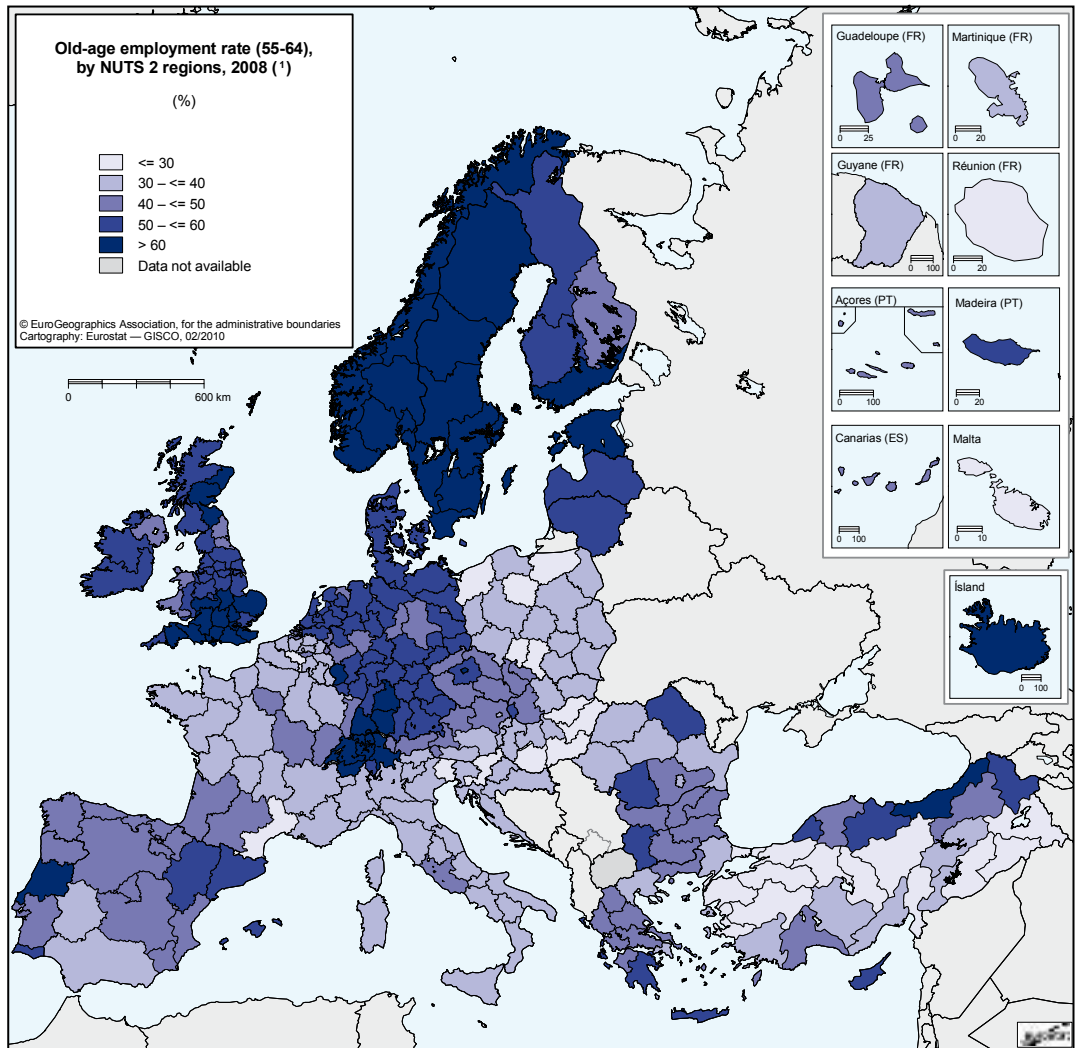 Old-age employment rate (55-64),
by NUTS 2 regions, 2008 (¹)
(%)
<= 30
30 – <= 40
40 – <= 50
50 – <= 60
> 60
Data not available
© EuroGeographics Association, for the administrative boundaries
Cartography: Eurostat — GISCO, 02/2010
0 600 km
Guadeloupe (FR)
0 25
Martinique (FR)
0 20
Guyane (FR)
0 100
Réunion (FR)
0 20
Açores (PT)
0 100
Madeira (PT)
0 20
Canarias (ES)
0 100
Malta
0 10
Ísland
0 100